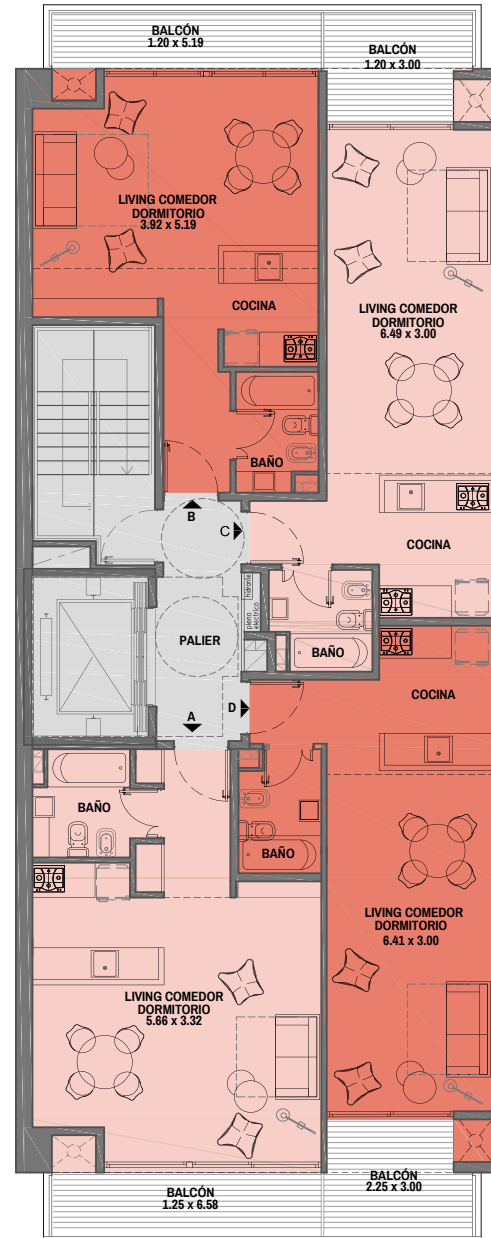 BALCÓN
1.20 x 5.19
BALCÓN
1.20 x 3.00
LIVING COMEDOR
DORMITORIO
3.92 x 5.19
COCINA
LIVING COMEDOR
DORMITORIO
6.49 x 3.00
BAÑO
B
C
COCINA
hidrante
pleno
electrico
PALIER
BAÑO
A
D
COCINA
BAÑO
BAÑO
LIVING COMEDOR
DORMITORIO
6.41 x 3.00
LIVING COMEDOR
DORMITORIO
5.66 x 3.32
BALCÓN
2.25 x 3.00
BALCÓN
1.25 x 6.58